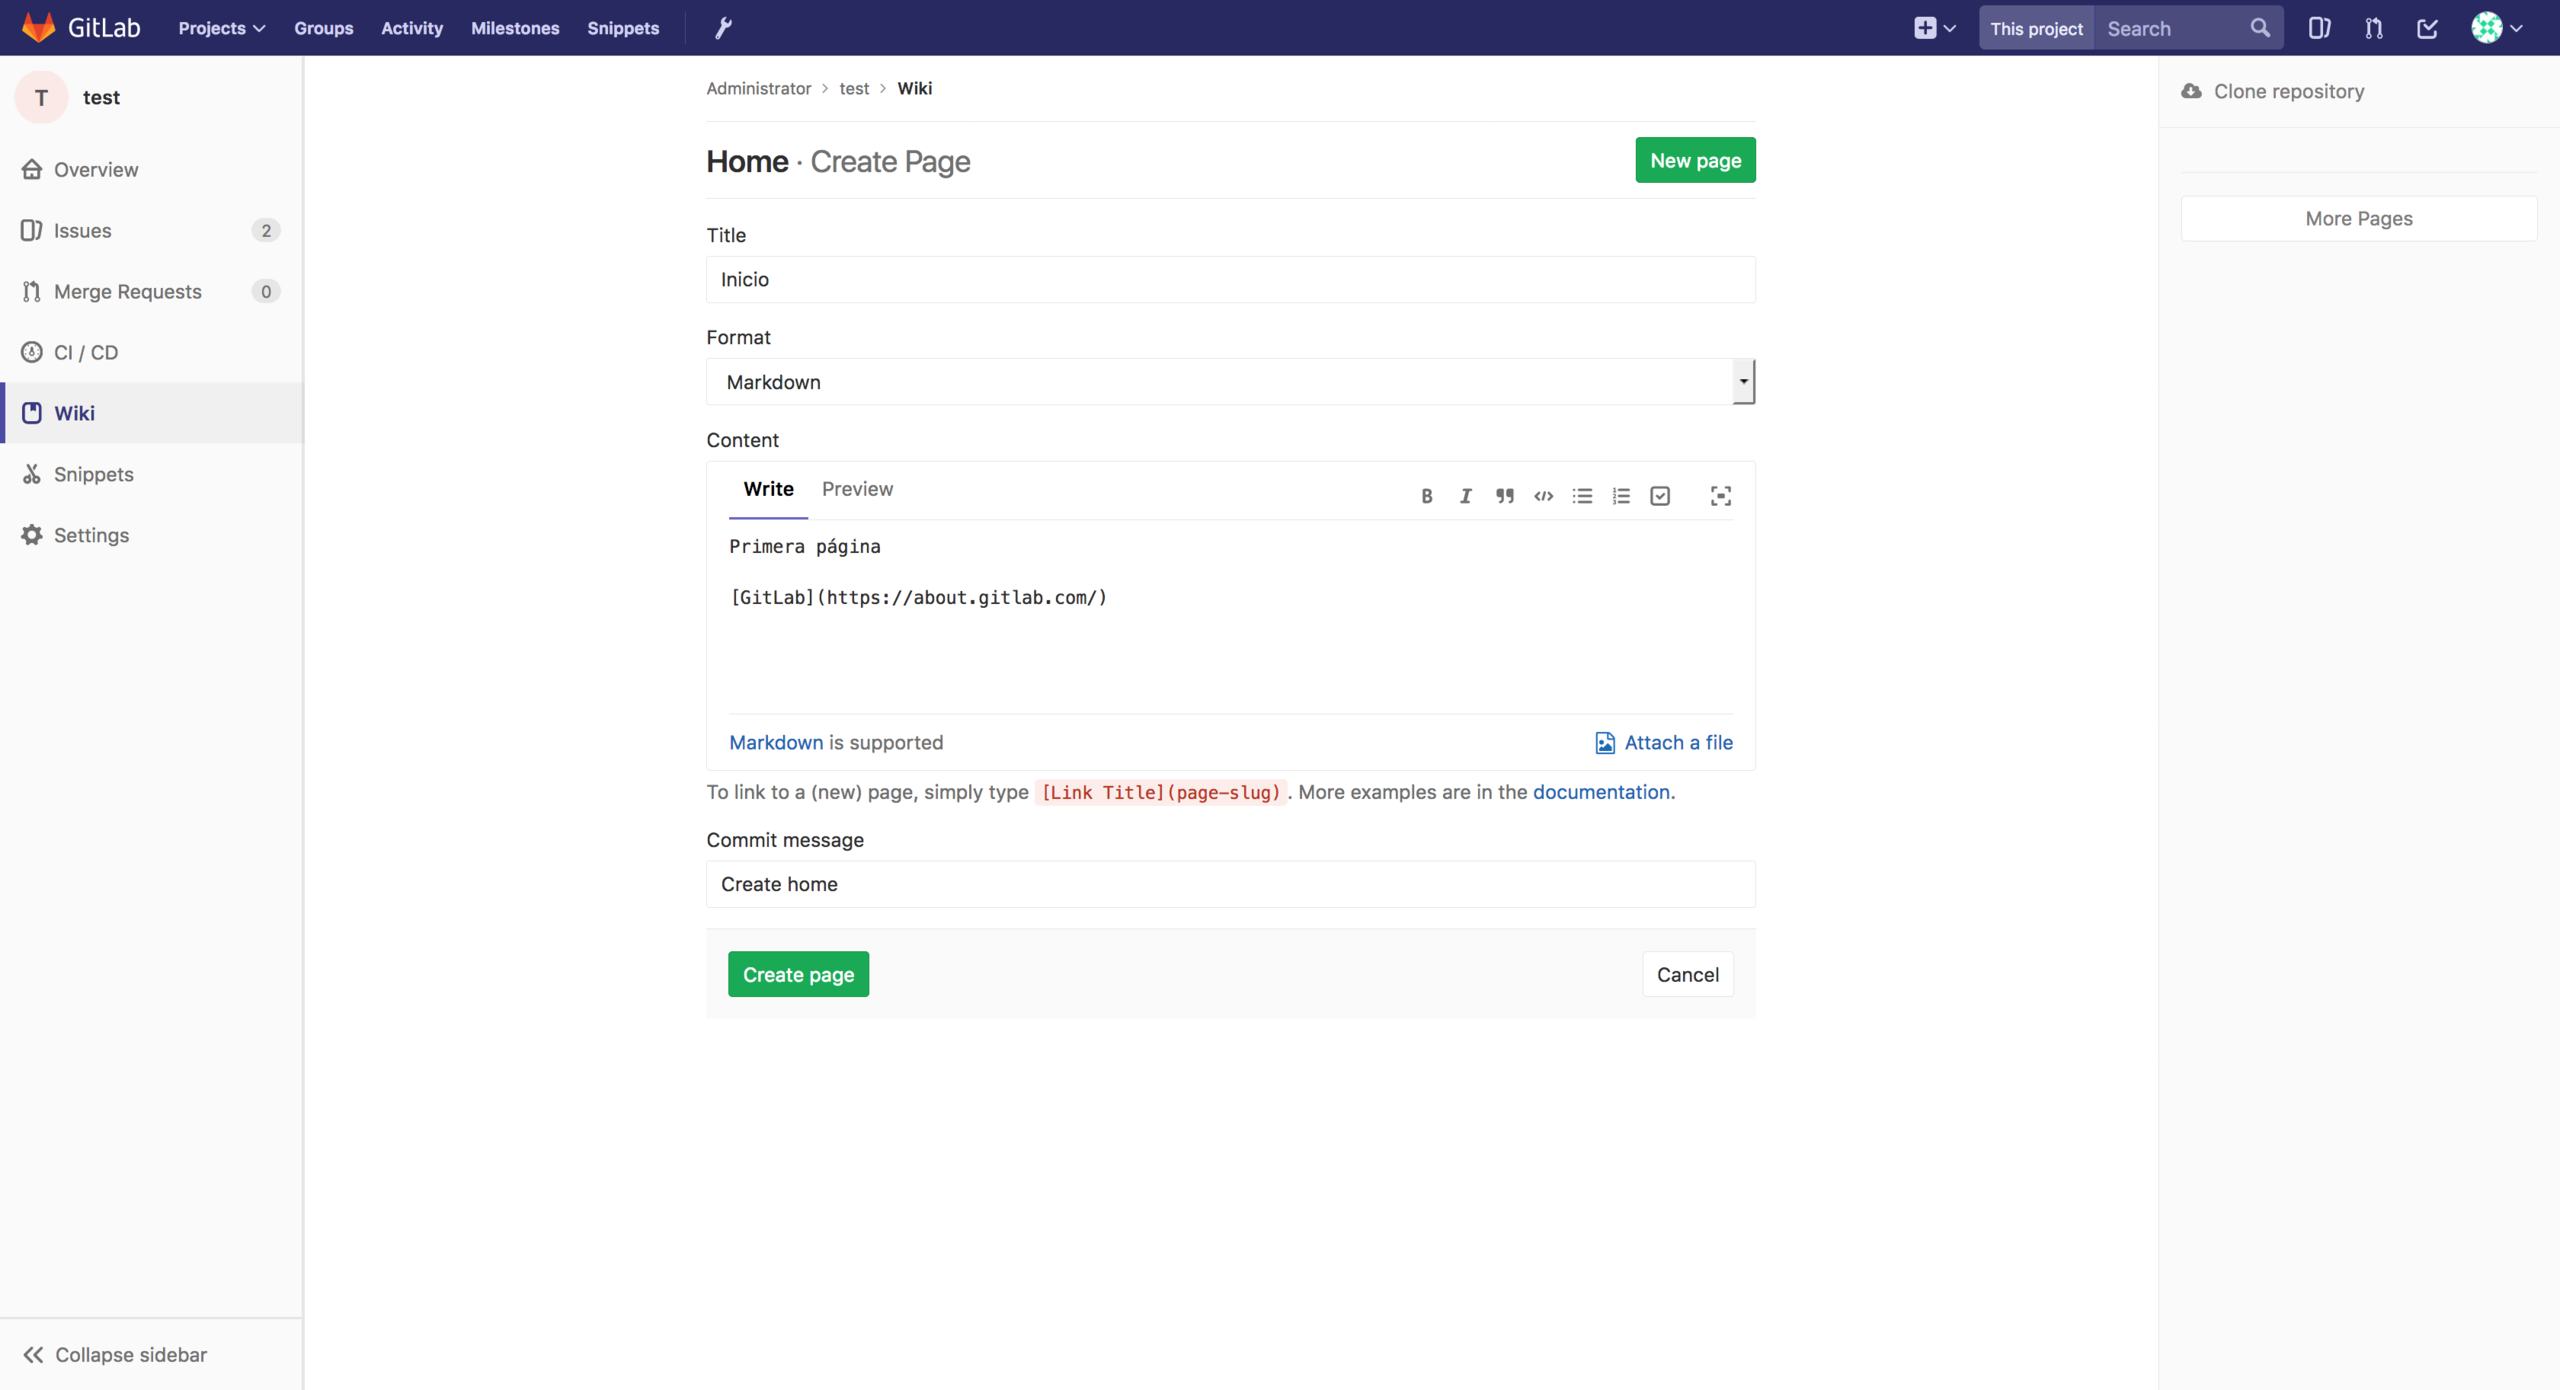 GitLab Projects Groups Activity Milestones Snippets This project Search
T test
Overview
Issues 2
Merge Requests 0
CI / CD
Wiki
Snippets
Settings
Collapse sidebar
Administrator > test > Wiki
Home · Create Page New page
Title
Inicio
Format
Markdown
Content
Write Preview
Primera página
[GitLab](https://about.gitlab.com/)
Markdown is supported Attach a file
To link to a (new) page, simply type [Link Title](page-slug). More examples are in the documentation.
Commit message
Create home
Create page Cancel
Clone repository
More Pages